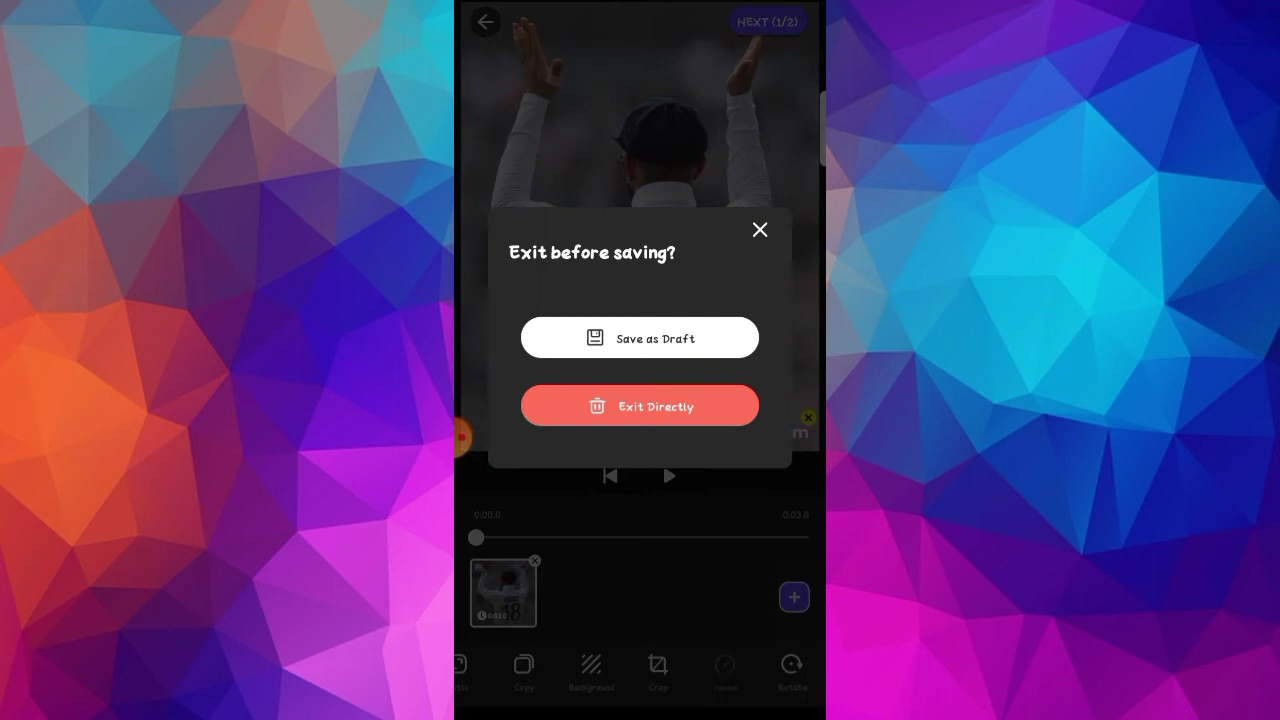 NEXT (1/2)
Exit before saving?
Save as Draft
Exit Directly
m
0:00.0
0:03.0
18
Copy
Background
Crop
Rotate